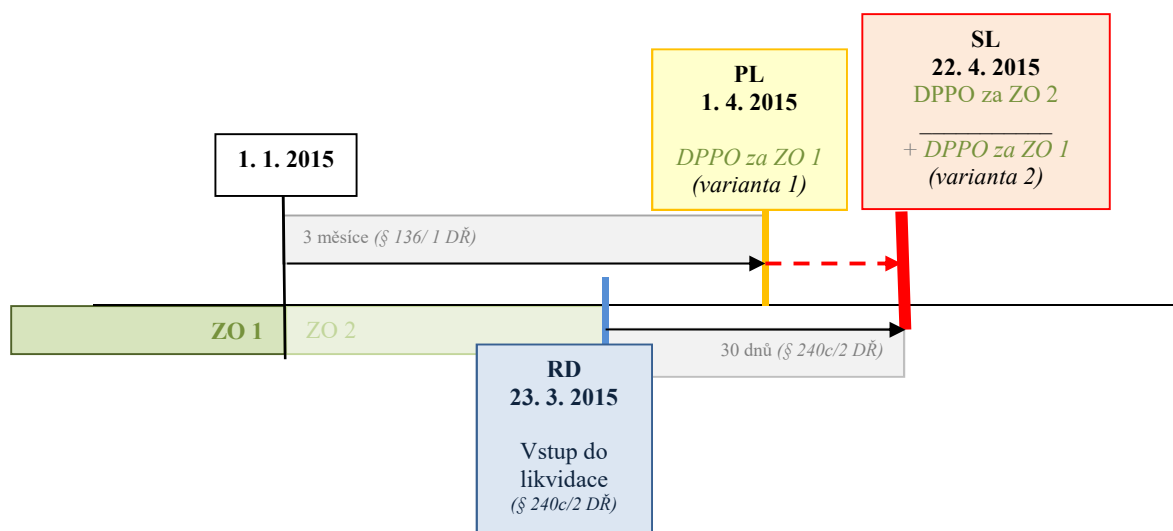 SL
22. 4. 2015
DPPO za ZO 2
+ DPPO za ZO 1
(varianta 2)
PL
1. 4. 2015
DPPO za ZO 1
(varianta 1)
1. 1. 2015
3 měsíce (§ 136/ 1 DŘ)
ZO 1
ZO 2
30 dnů (§ 240c/2 DŘ)
RD
23. 3. 2015
Vstup do
likvidace
(§ 240c/2 DŘ)